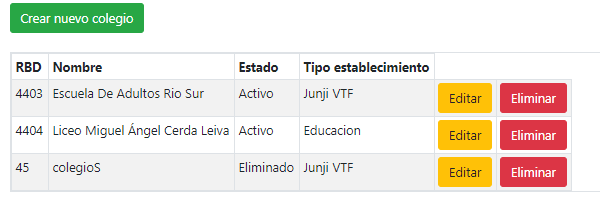 Crear nuevo colegio
RBD Nombre Estado Tipo establecimiento
4403 Escuela De Adultos Rio Sur Activo Junji VTF Editar Eliminar
4404 Liceo Miguel Ángel Cerda Leiva Activo Educacion Editar Eliminar
45 colegioS Eliminado Junji VTF Editar Eliminar